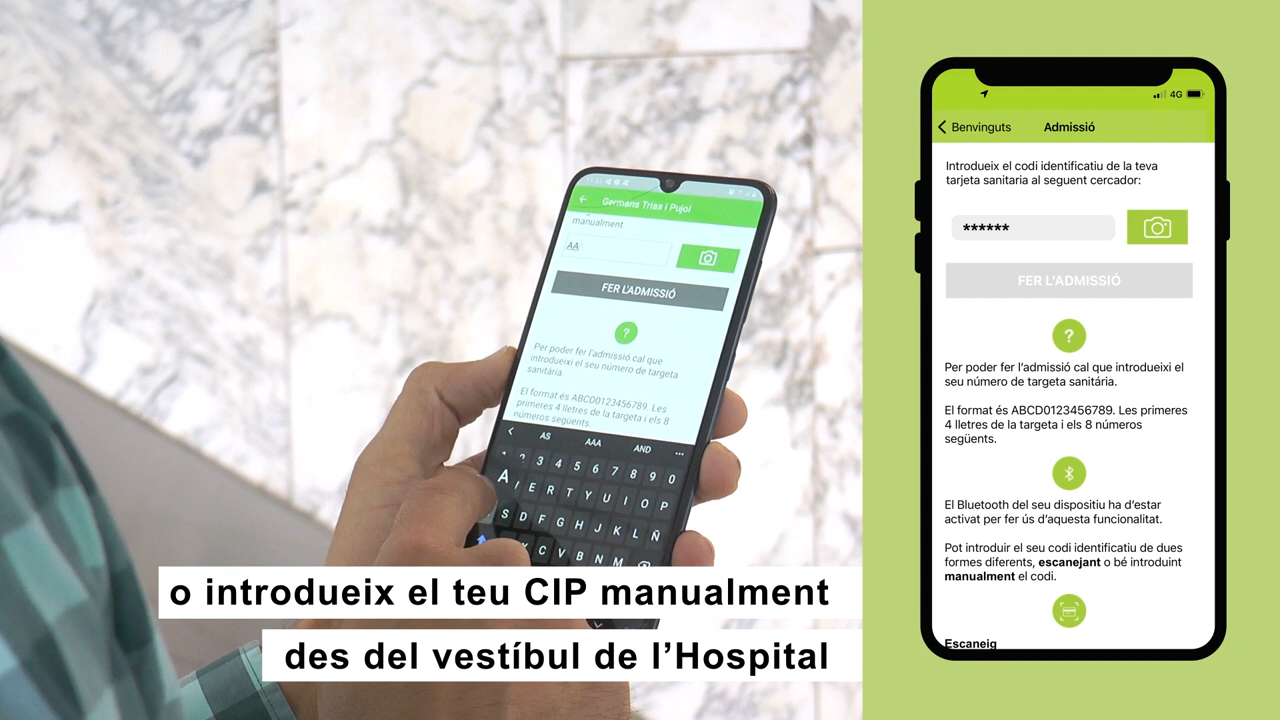 Germans Trias i Pujol
manualment
AA
FER L'ADMISSIÓ
?
Per poder fer l'admissió cal que
introdueixi el seu número de targeta
sanitària
El format és ABCD0123456789. Les
primeres 4 lletres de la targeta i els 8
números següents.
AS AAA AND
2 3 4 5 6 7 8 9 0
A
E R T Y U I O P
S D F G H J K L Ñ
X C V B N M
o introdueix el teu CIP manualment
des del vestíbul de l’Hospital
4G
Benvinguts Admissió
Introdueix el codi identificatiu de la teva
tarjeta sanitaria al seguent cercador:
******
FER L'ADMISSIÓ
?
Per poder fer l’admissió cal que introdueixi el
seu número de targeta sanitária.
El format és ABCD0123456789. Les primeres
4 lletres de la targeta i els 8 números
següents.
El Bluetooth del seu dispositiu ha d’estar
activat per fer ús d’aquesta funcionalitat.
Pot introduir el seu codi identificatiu de dues
formes diferents, escanejant o bé introduint
manualment el codi.
Escaneig